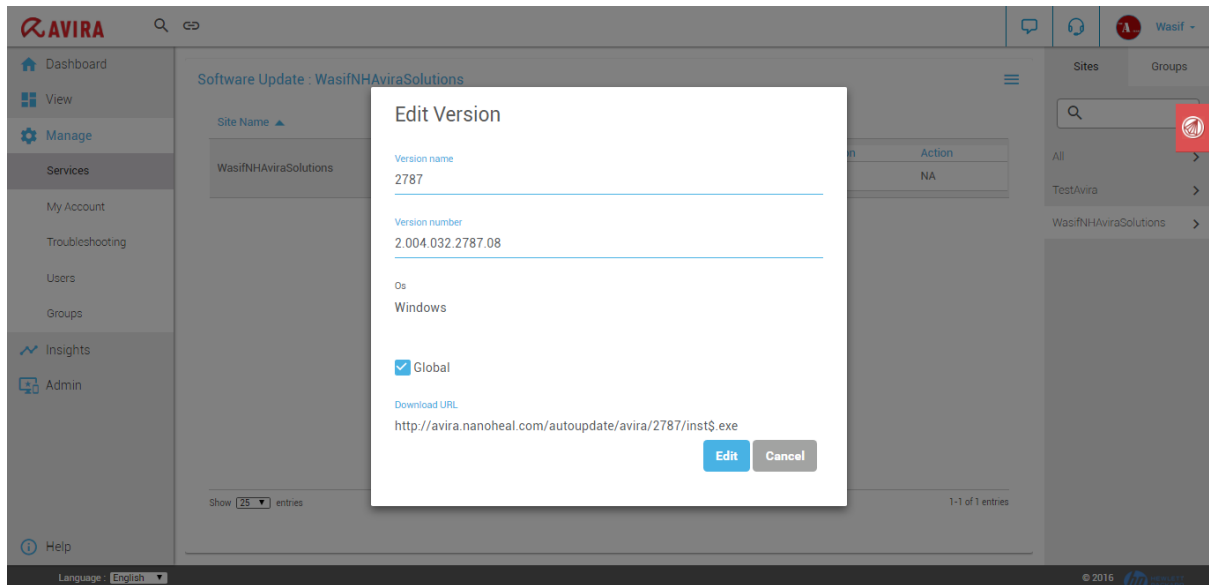 AVIRA
Wasif
Dashboard
View
Manage
Services
My Account
Troubleshooting
Users
Groups
Insights
Admin
Help
Language : English
Software Update : WasifNHAviraSolutions
Site Name
WasifNHAviraSolutions
Action
NA
Show 25 entries
1-1 of 1 entries
Edit Version
Version name
2787
Version number
2.004.032.2787.08
Os
Windows
Global
Download URL
http://avira.nanoheal.com/autoupdate/avira/2787/inst$.exe
Edit Cancel
Sites Groups
All
TestAvira
WasifNHAviraSolutions
© 2016